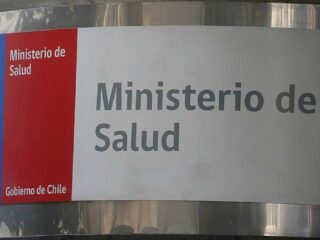 Ministerio de
Salud
Gobierno de Chile
Ministerio de
Salud